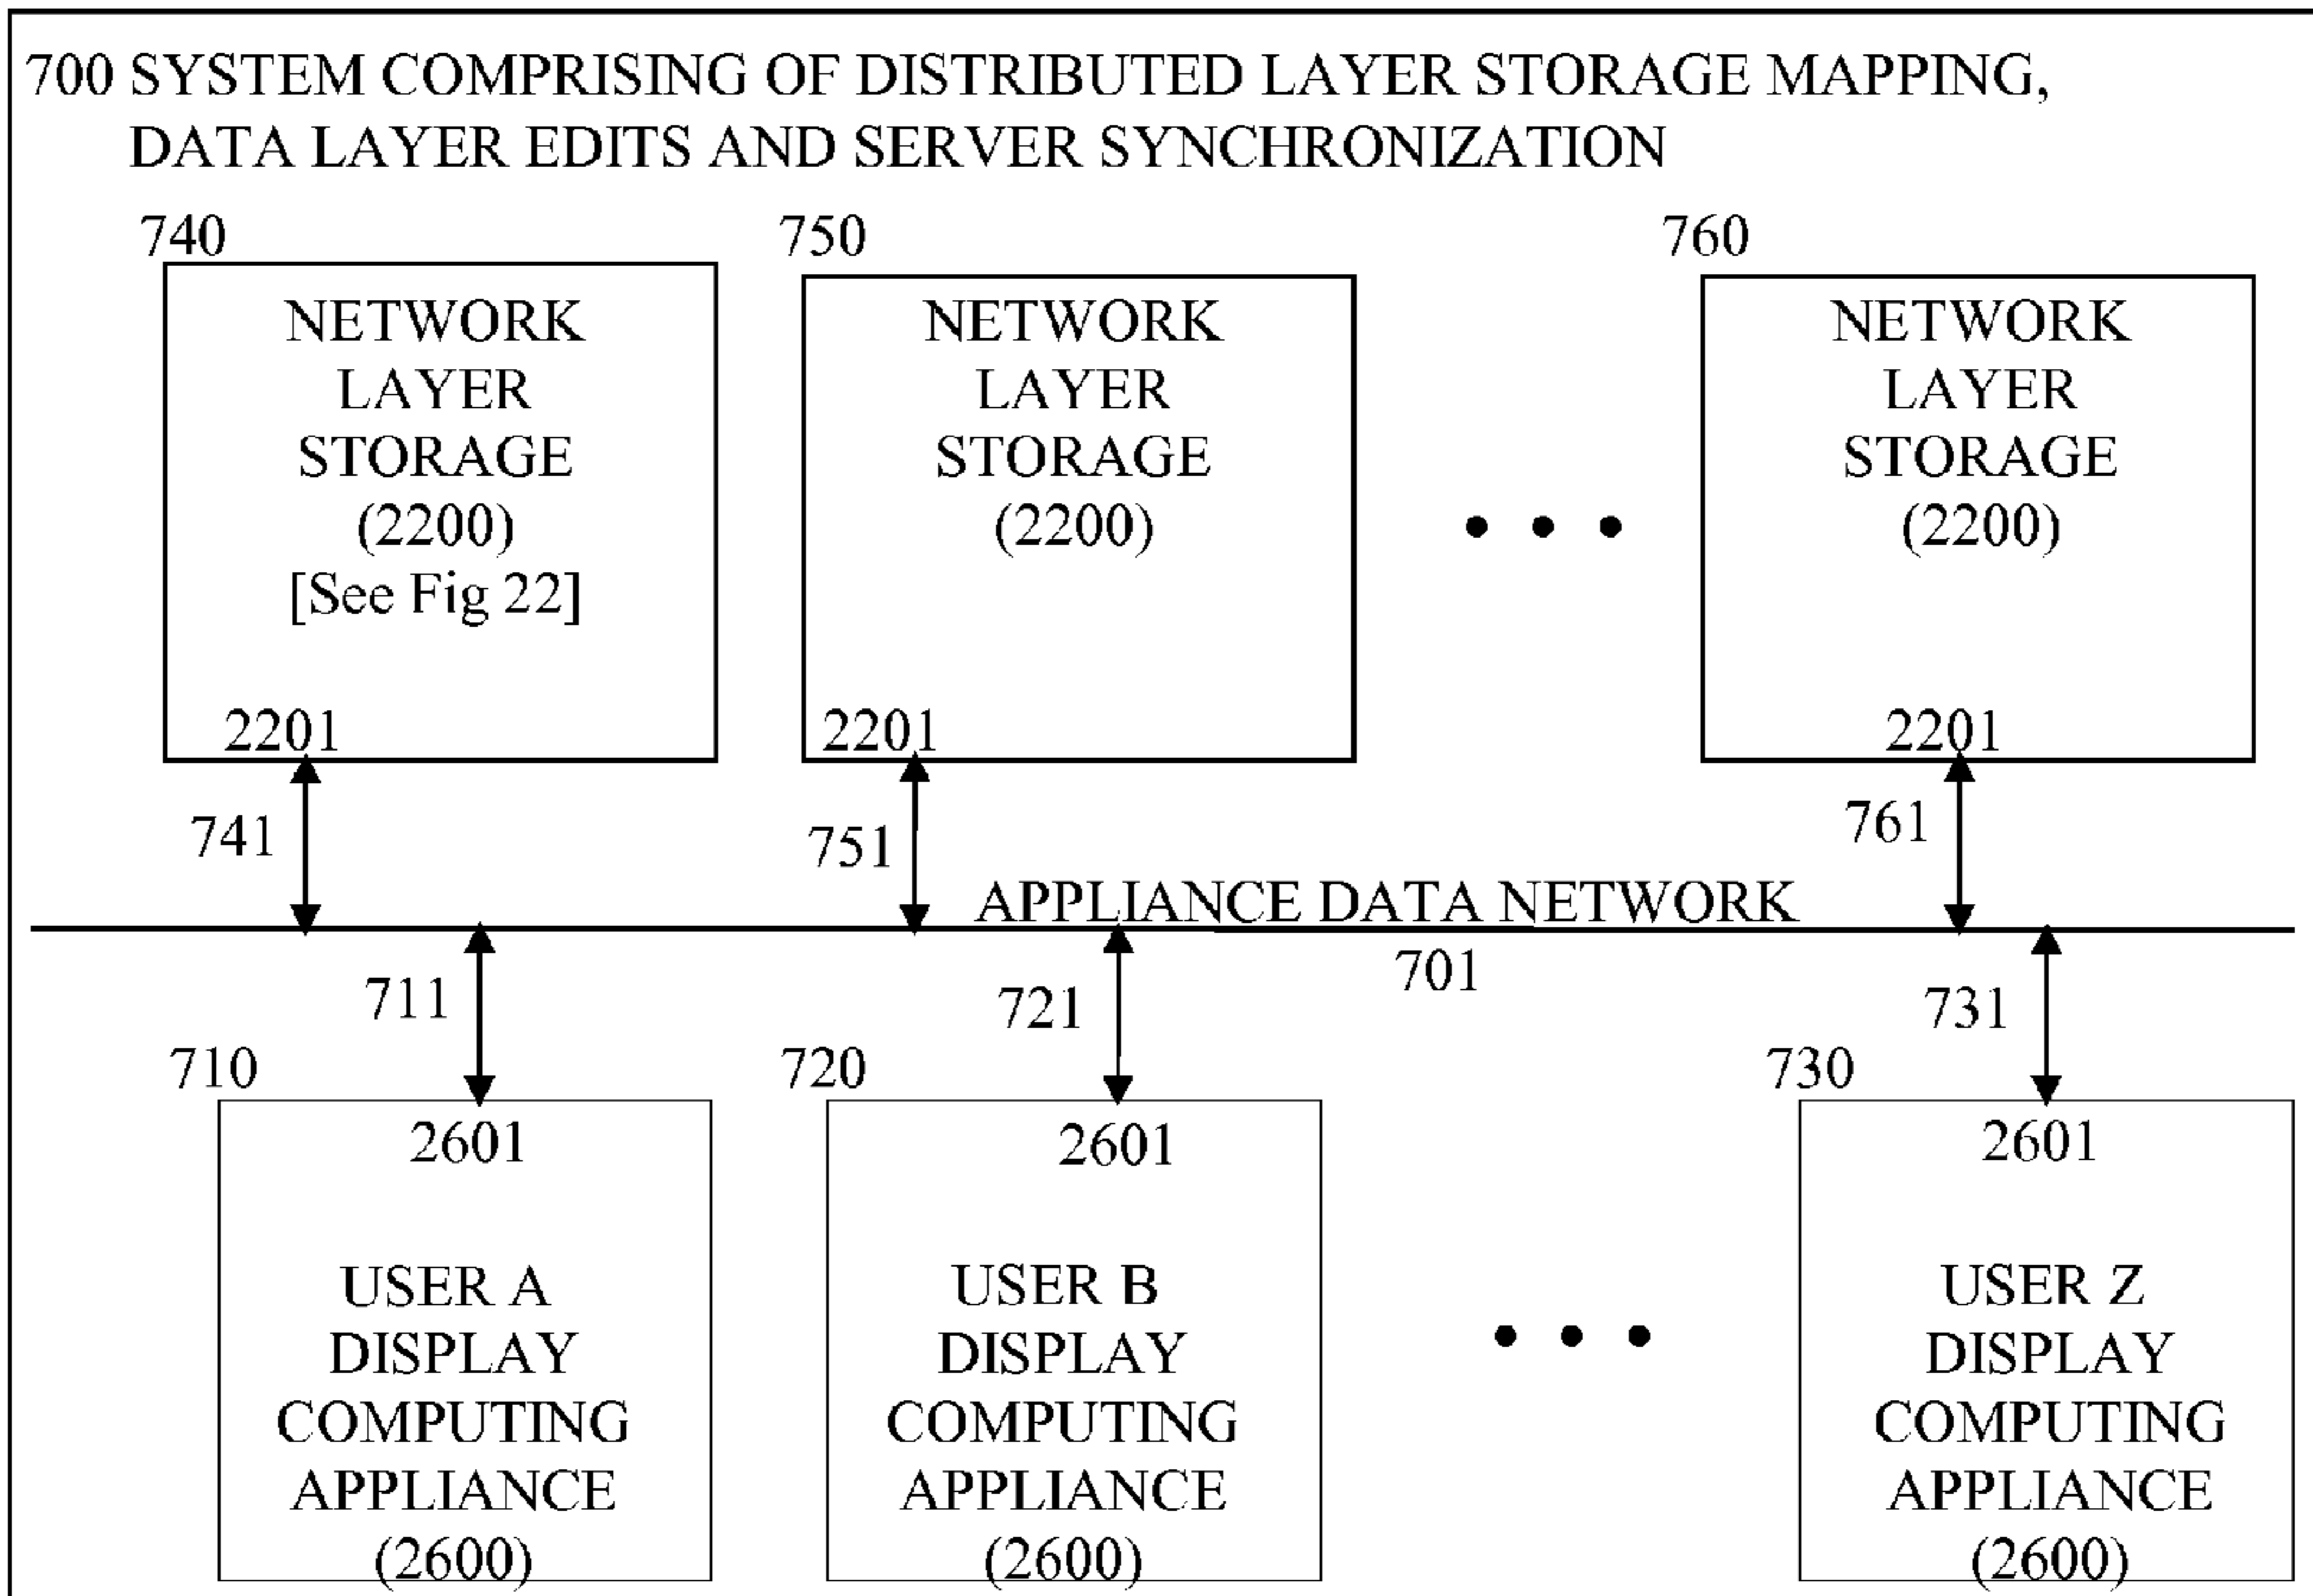 700 SYSTEM COMPRISING OF DISTRIBUTED LAYER STORAGE MAPPING,
DATA LAYER EDITS AND SERVER SYNCHRONIZATION
740
NETWORK
LAYER
STORAGE
(2200)
[See Fig 22]
2201
741
750
NETWORK
LAYER
STORAGE
(2200)
2201
751
760
NETWORK
LAYER
STORAGE
(2200)
2201
761
APPLIANCE DATA NETWORK
701
711
710
2601
USER A
DISPLAY
COMPUTING
APPLIANCE
(2600)
721
720
2601
USER B
DISPLAY
COMPUTING
APPLIANCE
(2600)
731
730
2601
USER Z
DISPLAY
COMPUTING
APPLIANCE
(2600)